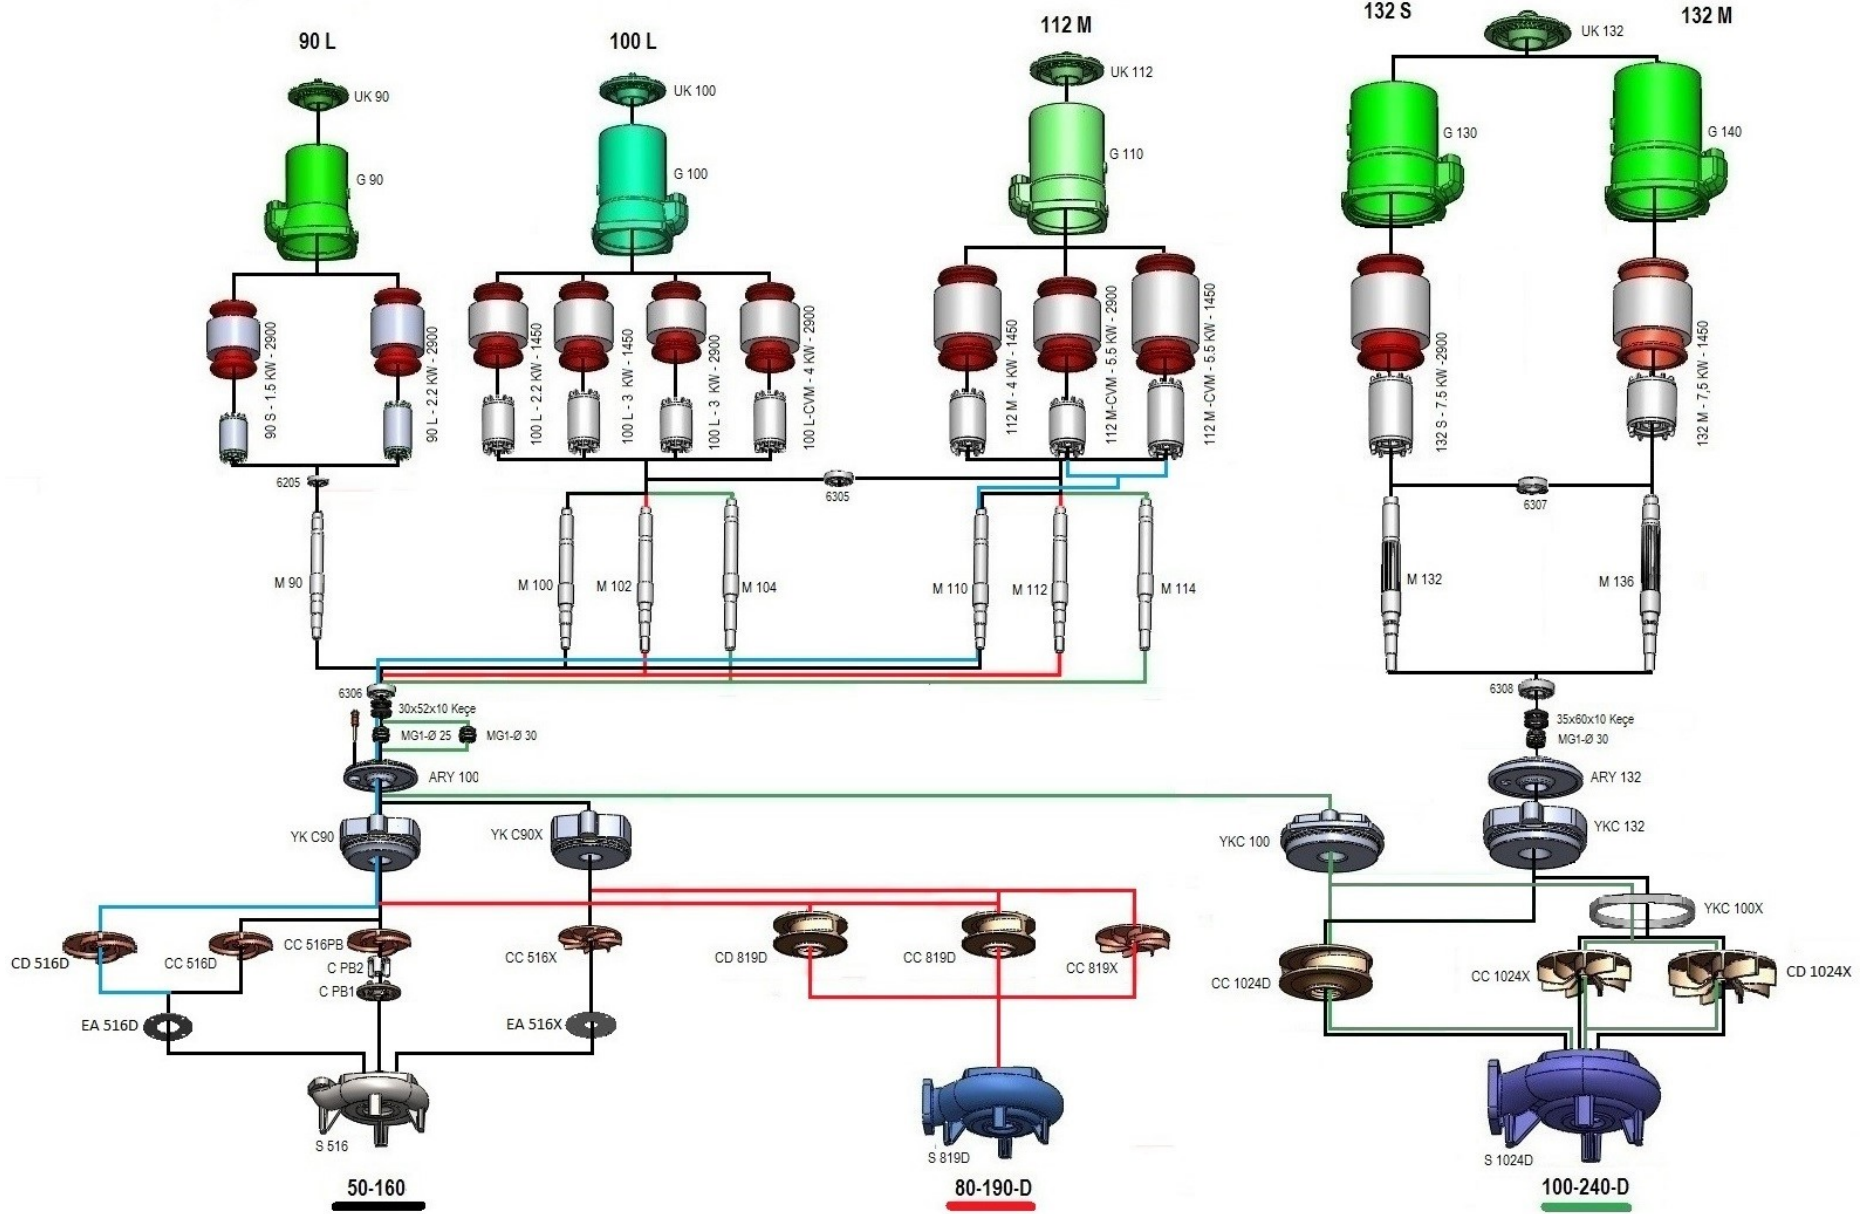 90 L
100 L
112 M
132 S
132 M
UK 90
UK 100
UK 112
UK 132
G 90
G 100
G 110
G 130
G 140
90 S - 1.5 KW - 2900
90 L - 2.2 KW - 2900
100 L - 2.2 KW - 1450
100 L - 3 KW - 1450
100 L - 3 KW - 2900
100 L-CVM - 4 KW - 2900
112 M - 4 KW - 1450
112 M-CVM - 5.5 KW - 2900
112 M -CVM - 5.5 KW - 1450
132 S - 7.5 KW -2900
132 M - 7,5 KW - 1450
6205
6305
6307
M 90
M 100
M 102
M 104
M 110
M 112
M 114
M 132
M 136
6306
30x52x10 Keçe
MG1-Ø 25
MG1-Ø 30
ARY 100
6308
35x60x10 Keçe
MG1-Ø 30
ARY 132
YK C90
YK C90X
YKC 100
YKC 132
YKC 100X
CD 516D
CC 516D
CC 516PB
C PB2
C PB1
CC 516X
CD 819D
CC 819D
CC 819X
CC 1024D
CC 1024X
CD 1024X
EA 516D
EA 516X
S 516
S 819D
S 1024D
50-160
80-190-D
100-240-D